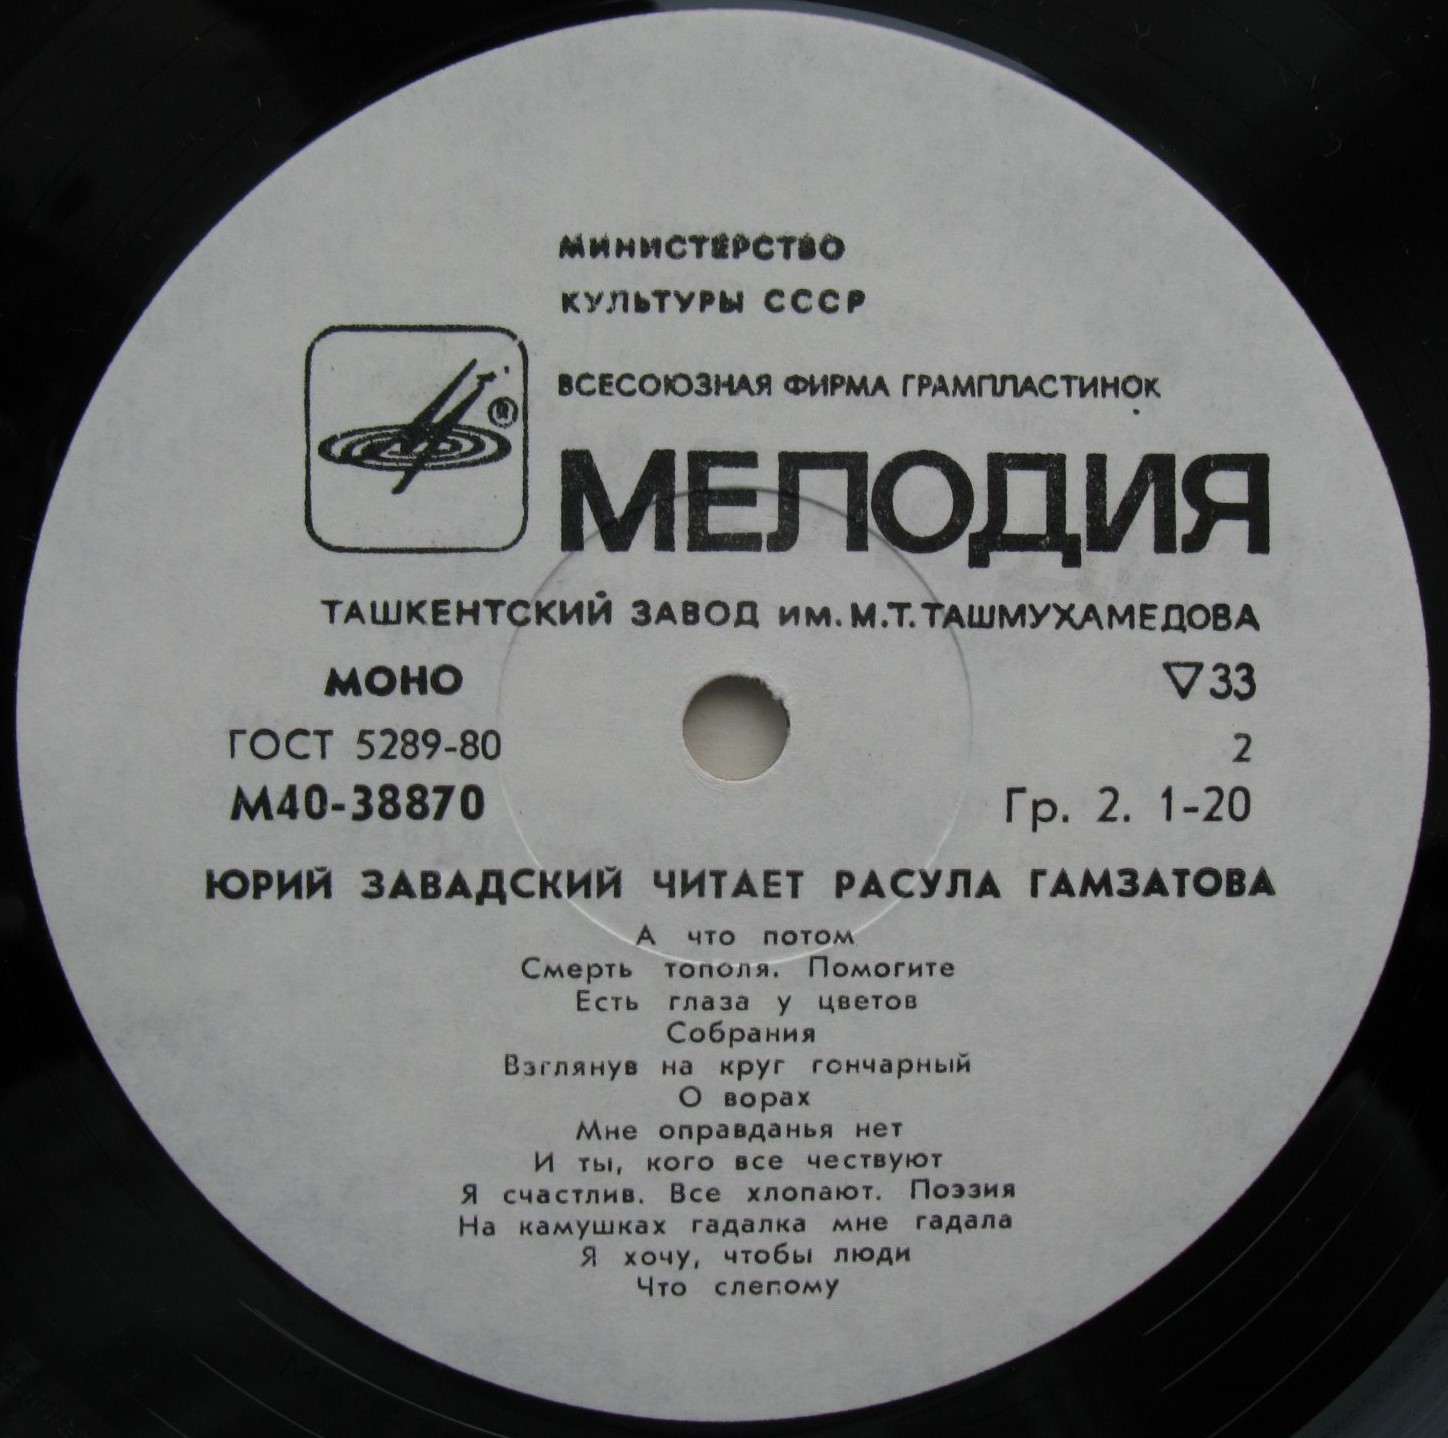 МИНИСТЕРСТВО
КУЛЬТУРЫ СССР
ВСЕСОЮЗНАЯ ФИРМА ГРАМПЛАСТИНОК
®
МЕЛОДИЯ
ТАШКЕНТСКИЙ ЗАВОД ИМ. М.Т. ТАШМУХАМЕДОВА
МОНО ▽33
ГОСТ 5289-80 2
М40-38870 Гр. 2. 1-20
ЮРИЙ ЗАВАДСКИЙ ЧИТАЕТ РАСУЛА ГАМЗАТОВА
А что потом
Смерть тополя. Помогите
Есть глаза у цветов
Собрания
Взглянув на круг гончарный
О ворах
Мне оправданья нет
И ты, кого все чествуют
Я счастлив. Все хлопают. Поэзия
На камушках гадалка мне гадала
Я хочу, чтобы люди
Что слепому